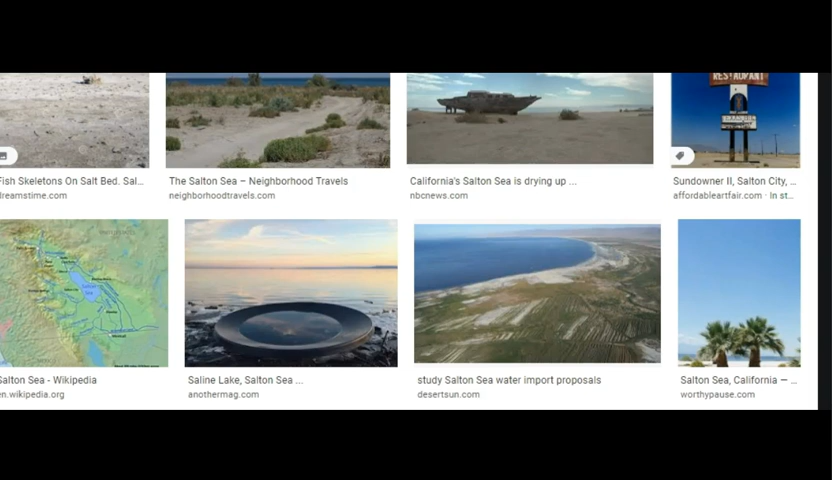 RESTAURANT
Fish Skeletons On Salt Bed. Sal...
The Salton Sea – Neighborhood Travels
California's Salton Sea is drying up ...
Sundowner II, Salton City, ...
dreamstime.com
neighborhoodtravels.com
nbcnews.com
affordableartfair.com · In st...
Salton Sea
Salton Sea - Wikipedia
Saline Lake, Salton Sea ...
study Salton Sea water import proposals
Salton Sea, California — ...
en.wikipedia.org
anothermag.com
desertsun.com
worthypause.com